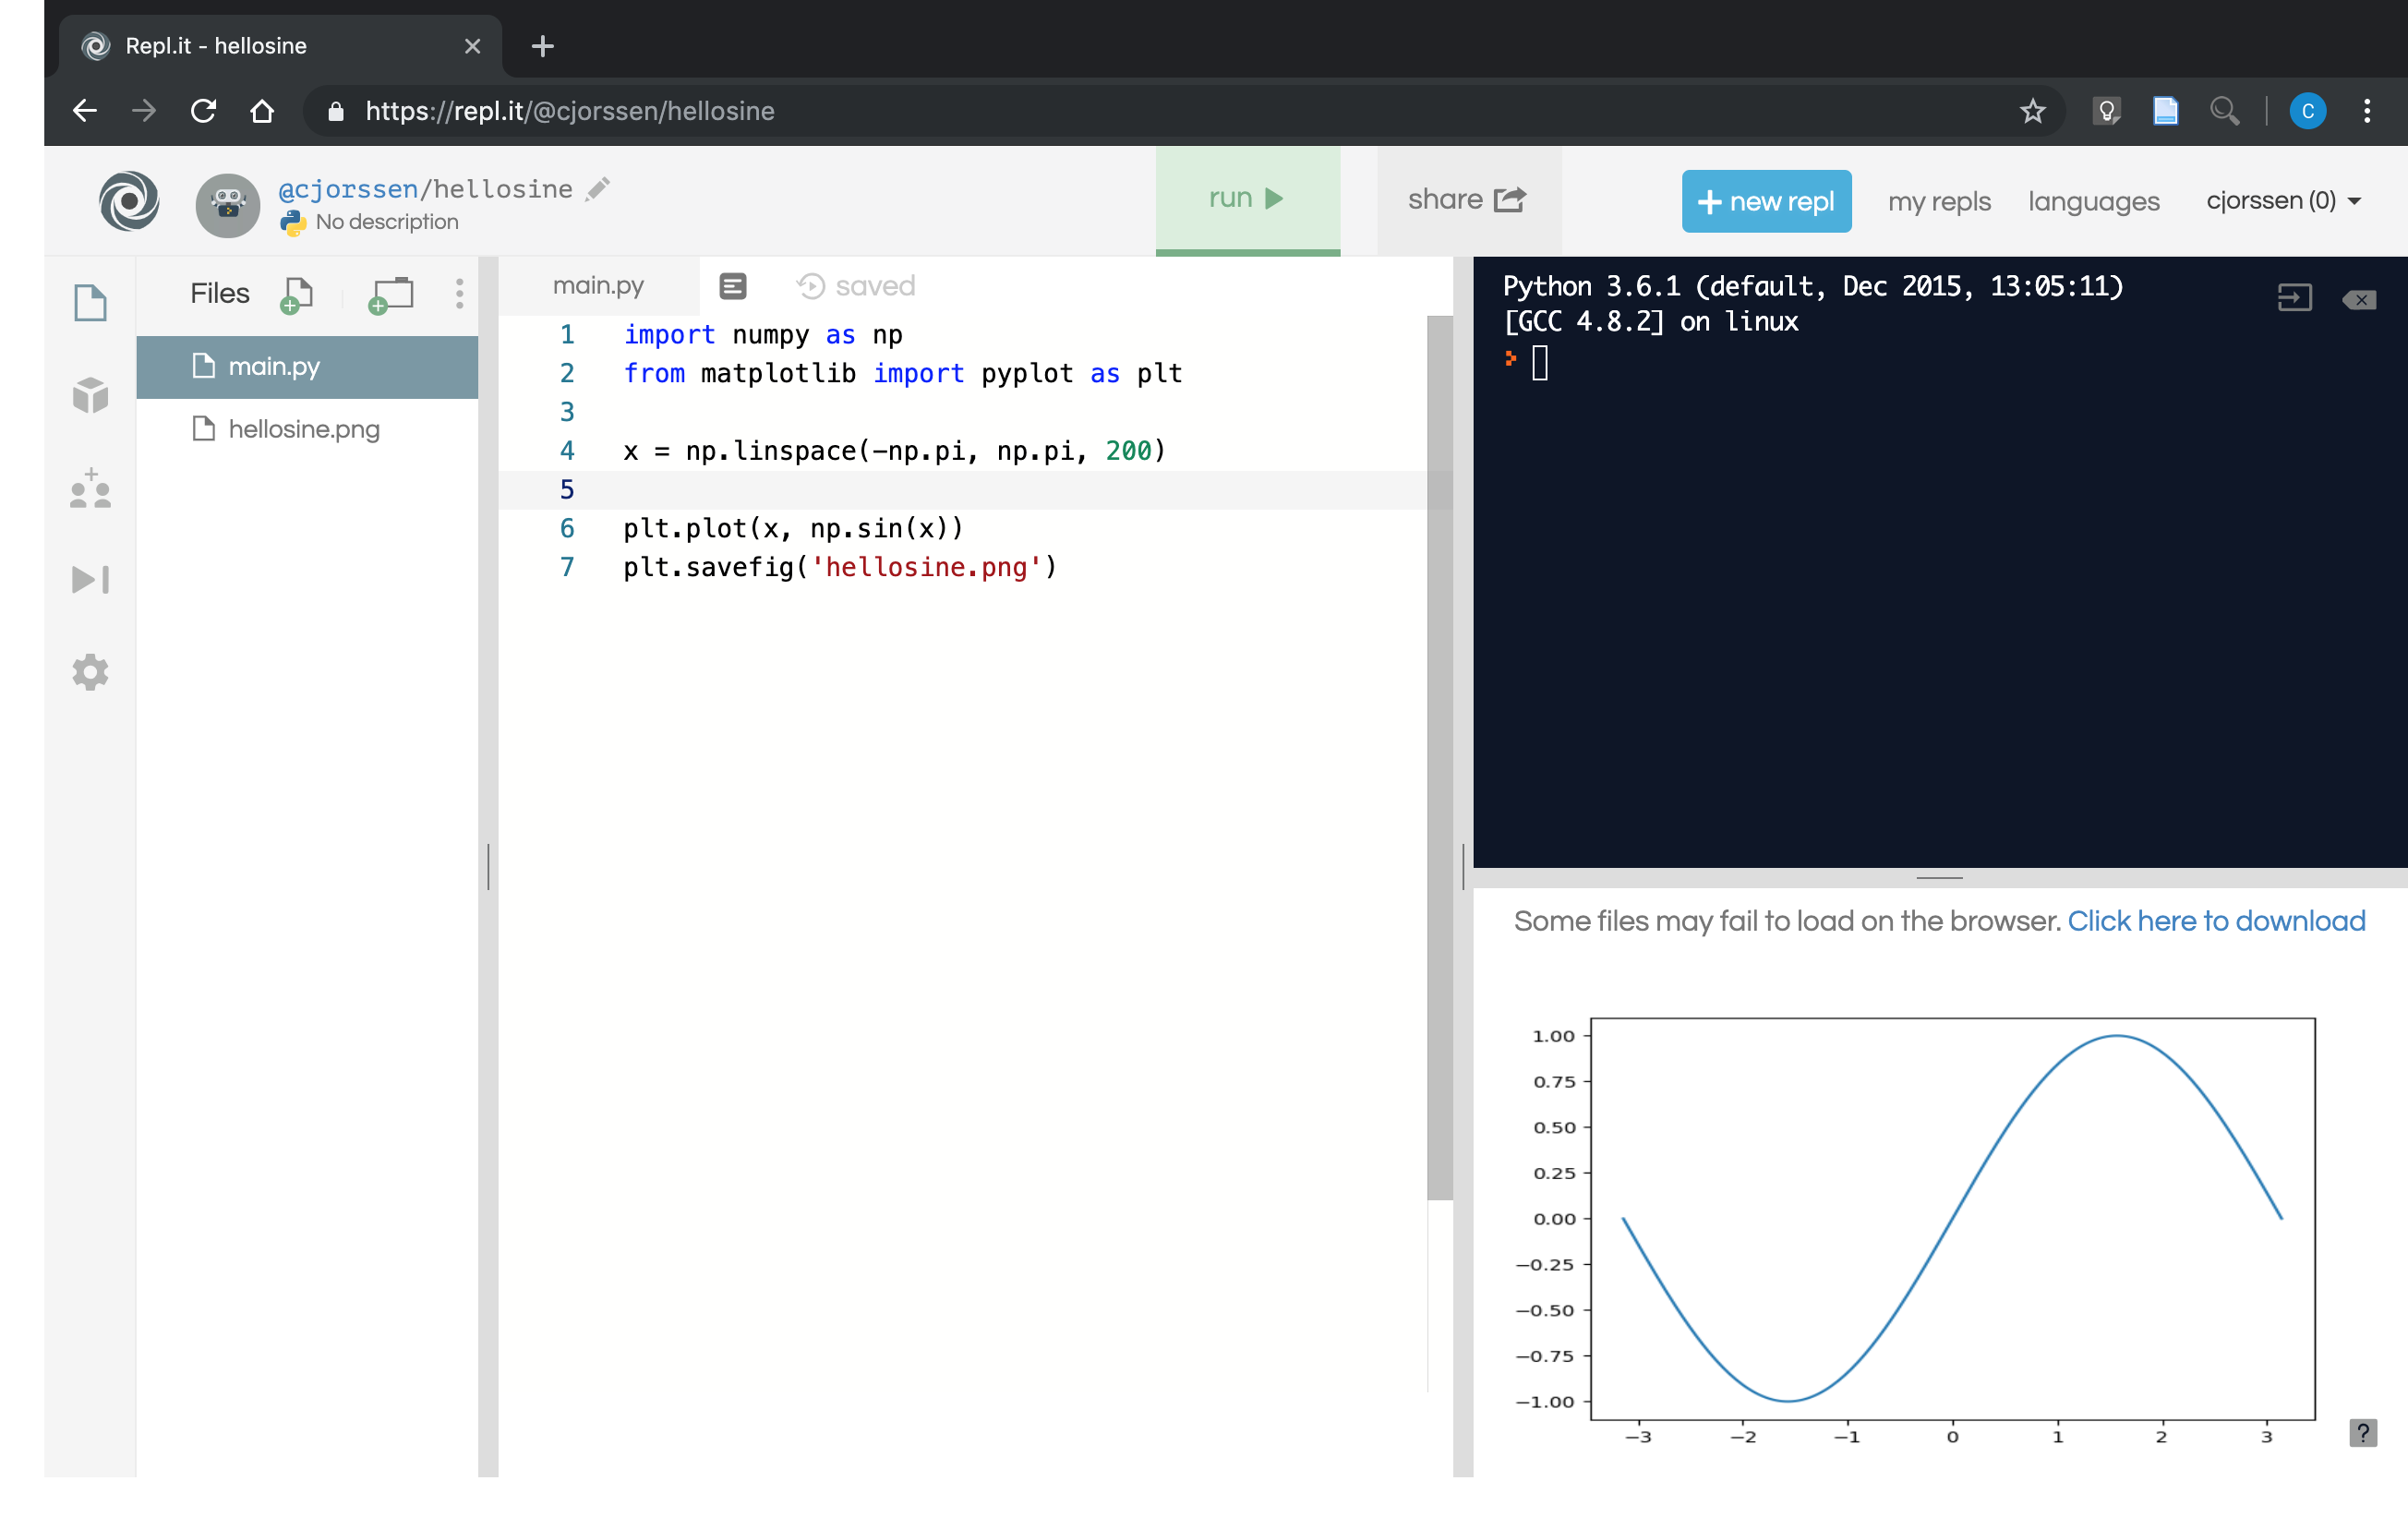 Repl.it - hellosine
https://repl.it/@cjorssen/hellosine
C
@cjorssen/hellosine
No description
run
share
new repl
my repls
languages
cjorssen (0)
Files
main.py
hellosine.png
main.py
saved
1 import numpy as np
2 from matplotlib import pyplot as plt
3
4 x = np.linspace(-np.pi, np.pi, 200)
5
6 plt.plot(x, np.sin(x))
7 plt.savefig('hellosine.png')
Python 3.6.1 (default, Dec 2015, 13:05:11)
[GCC 4.8.2] on linux
Some files may fail to load on the browser. Click here to download
1.00
0.75
0.50
0.25
0.00
−0.25
−0.50
−0.75
−1.00
−3 −2 −1 0 1 2 3
?